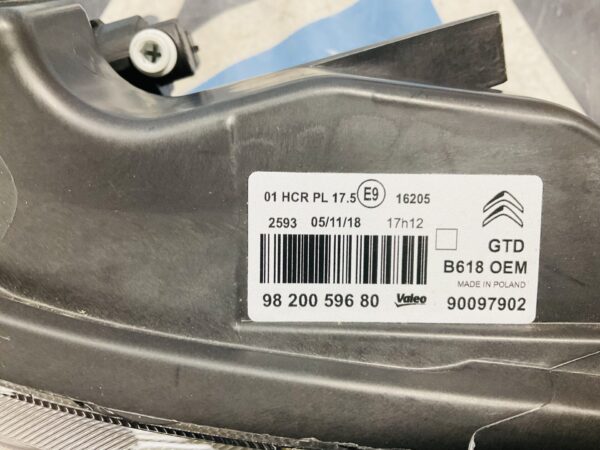 01 HCR PL 17.5 E9 16205
2593 05/11/18 17h12
GTD
B618 OEM
MADE IN POLAND
98 200 596 80 Valeo 90097902